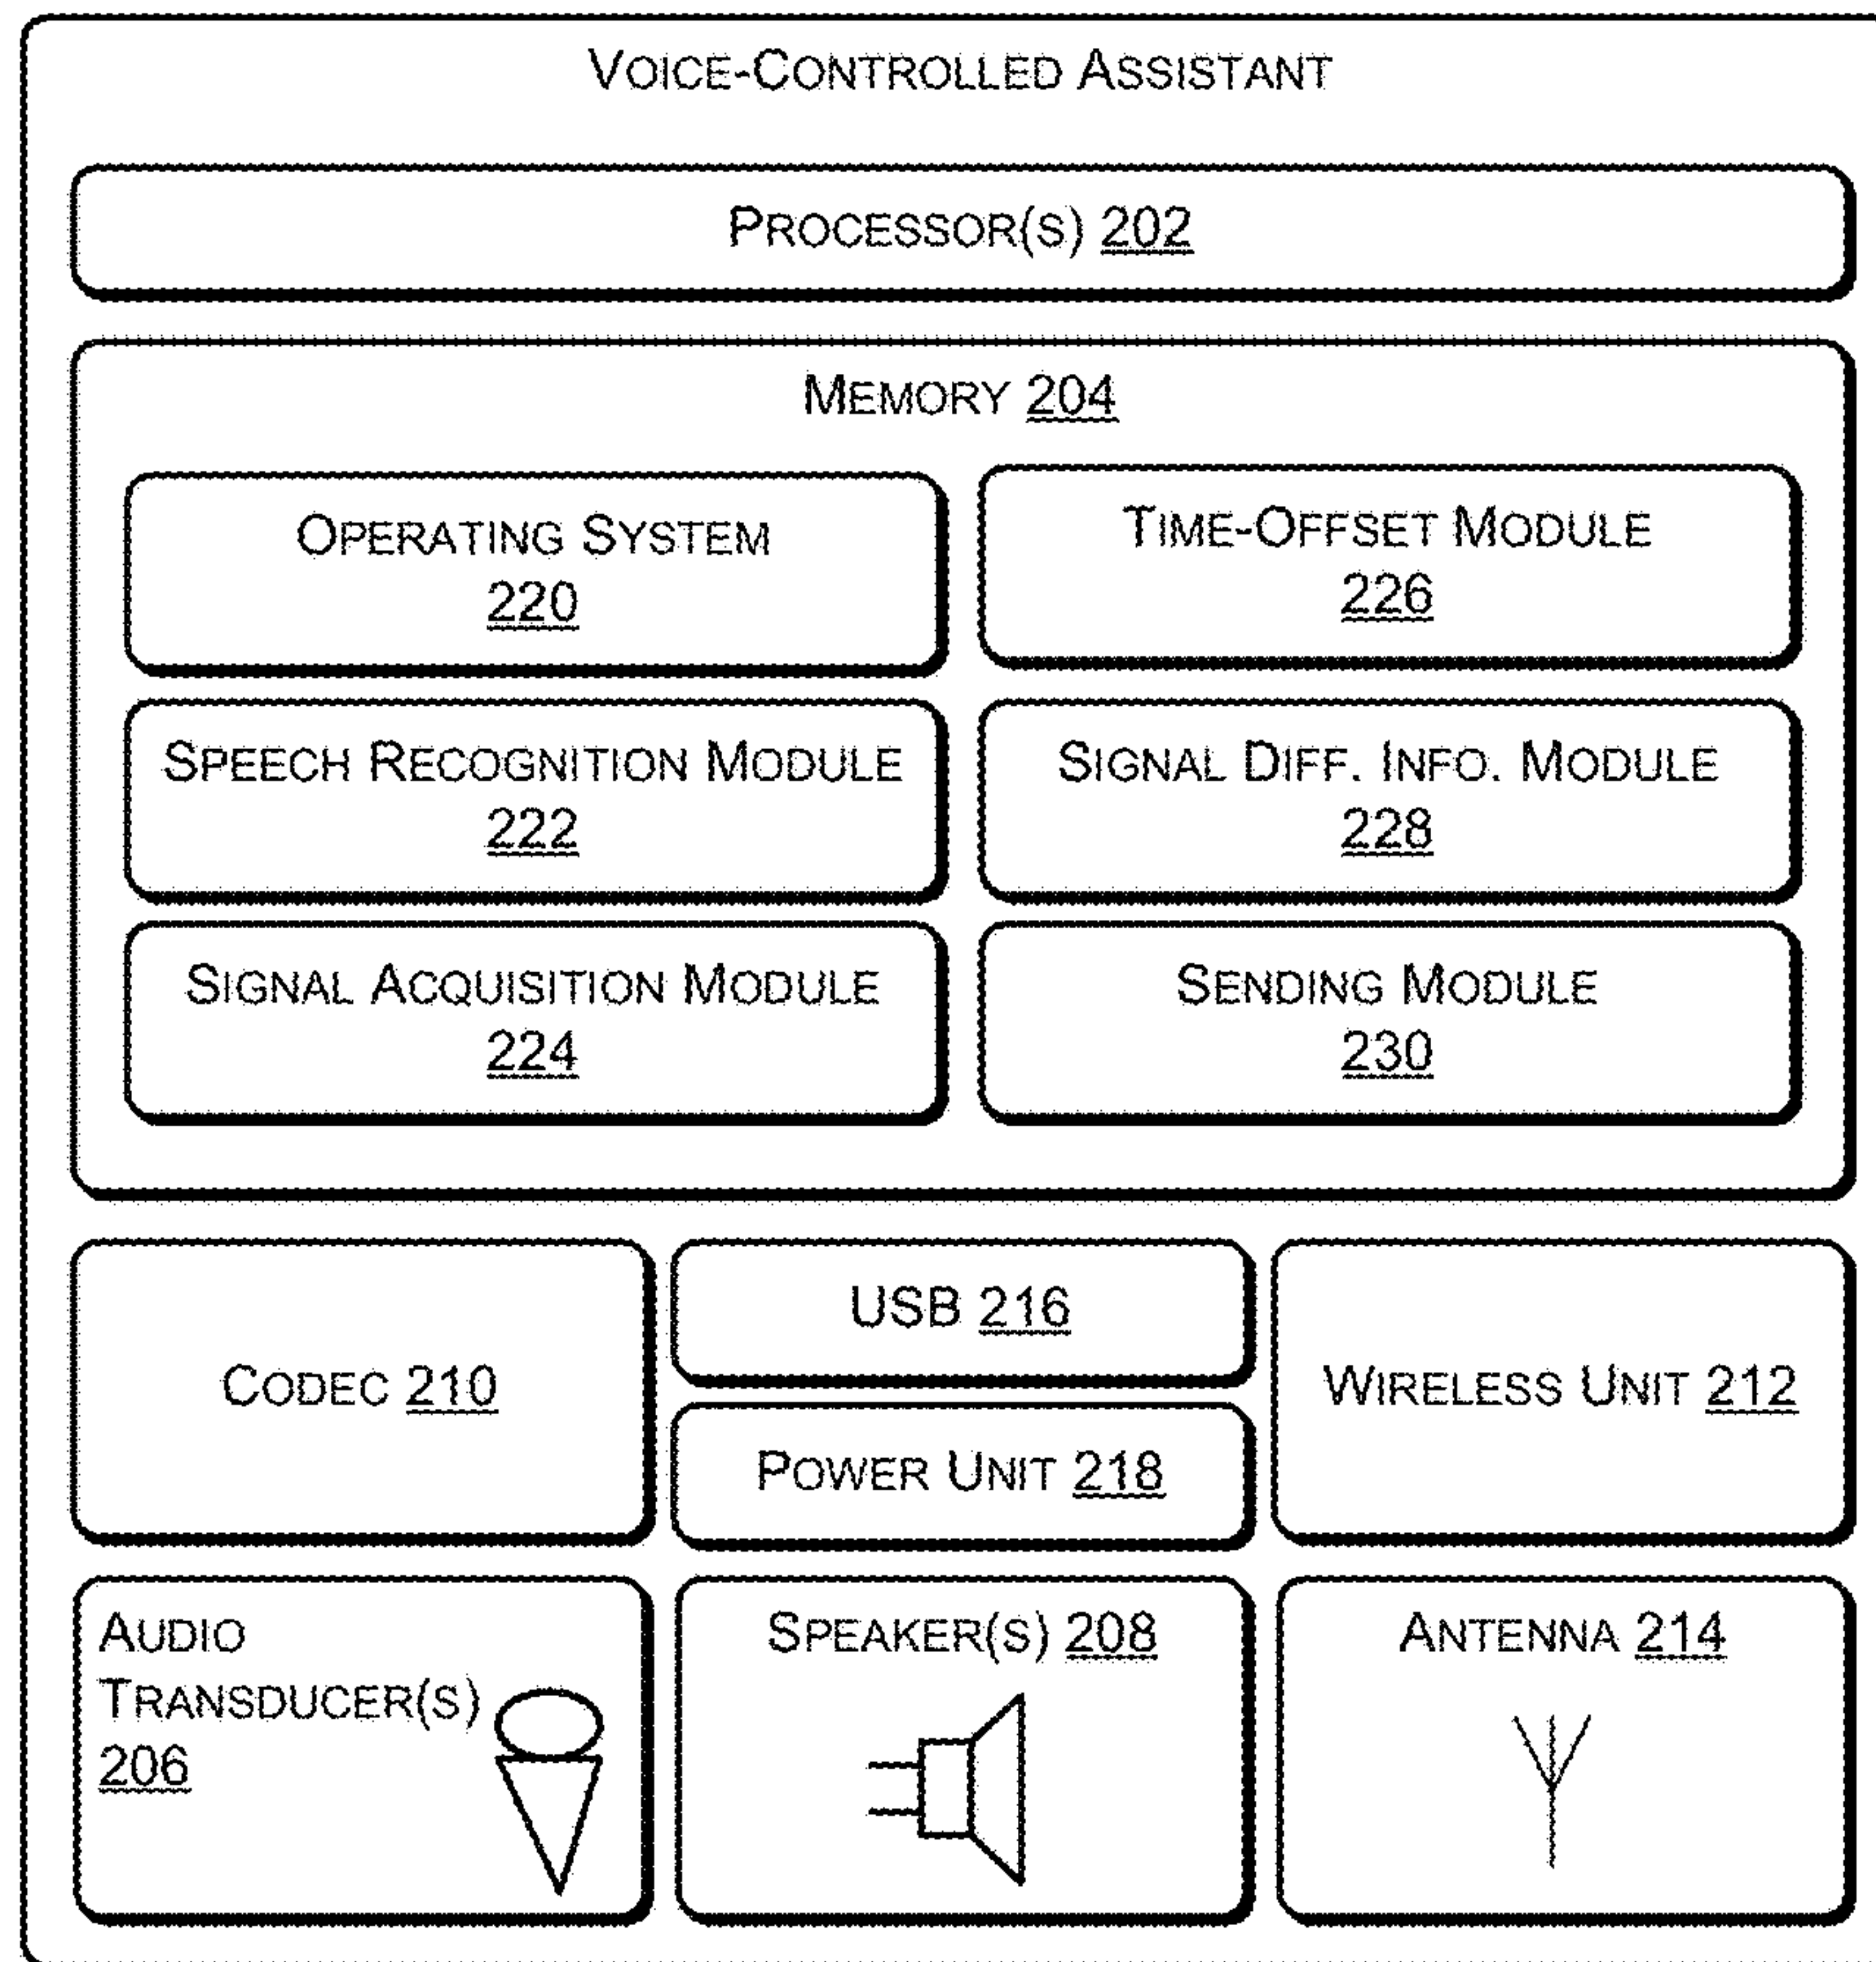 VOICE-CONTROLLED ASSISTANT
PROCESSOR(S) 202
MEMORY 204
OPERATING SYSTEM
220
TIME-OFFSET MODULE
226
SPEECH RECOGNITION MODULE
222
SIGNAL DIFF. INFO. MODULE
228
SIGNAL ACQUISITION MODULE
224
SENDING MODULE
230
CODEC 210
USB 216
POWER UNIT 218
WIRELESS UNIT 212
AUDIO
TRANSDUCER(S)
206
SPEAKER(S) 208
ANTENNA 214